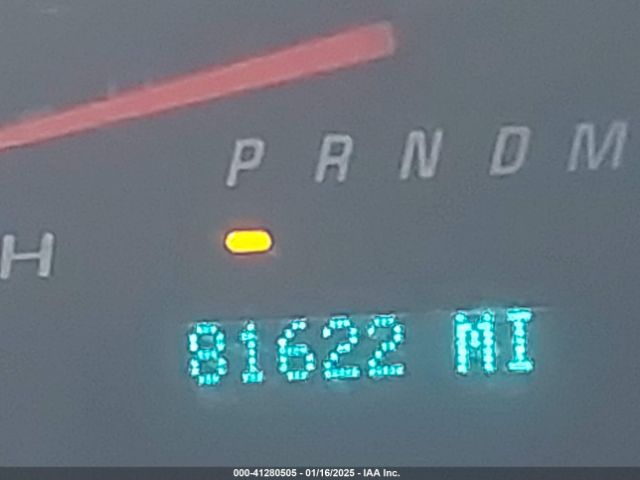 P R N D M
H
81622 MI
000-41280505 - 01/16/2025 - IAA Inc.